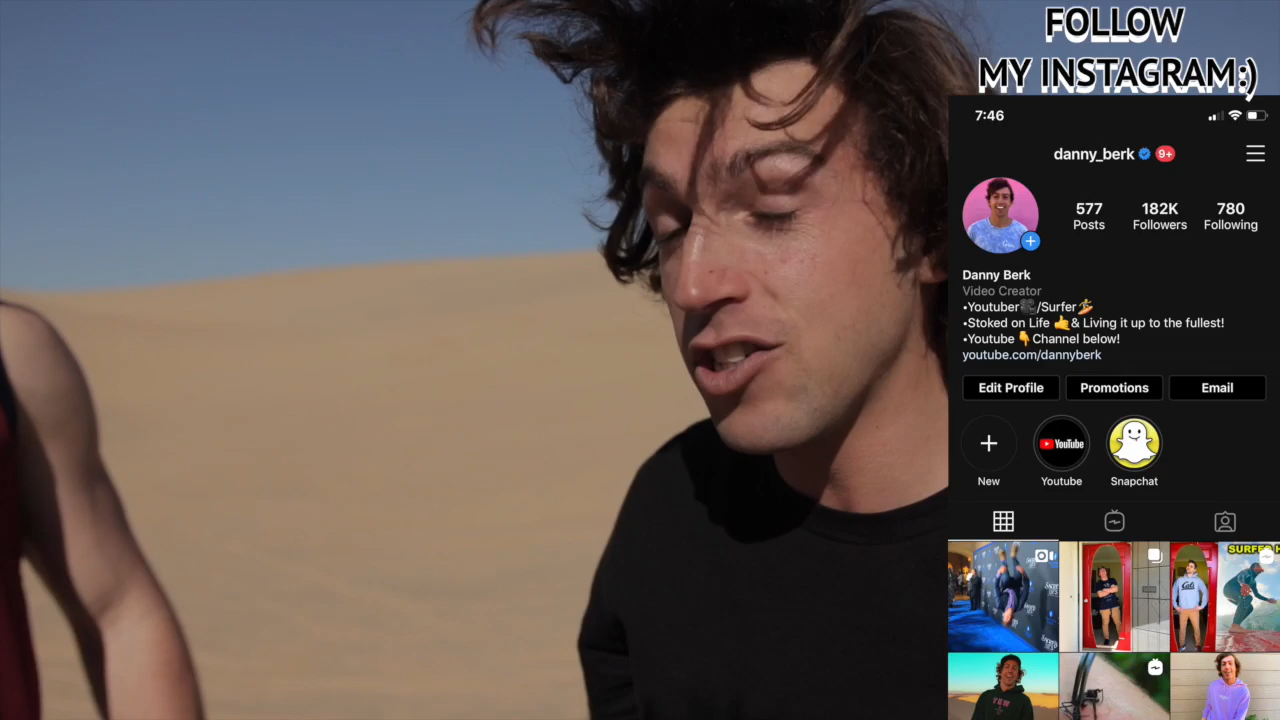 FOLLOW
MY INSTAGRAM:)
7:46
danny_berk 9+
577 182K 780
Posts Followers Following
Danny Berk
Video Creator
•Youtuber🎥/Surfer🏄
•Stoked on Life 🤙& Living it up to the fullest!
•Youtube 👇Channel below!
youtube.com/dannyberk
Edit Profile Promotions Email
YouTube
New Youtube Snapchat
SURFER